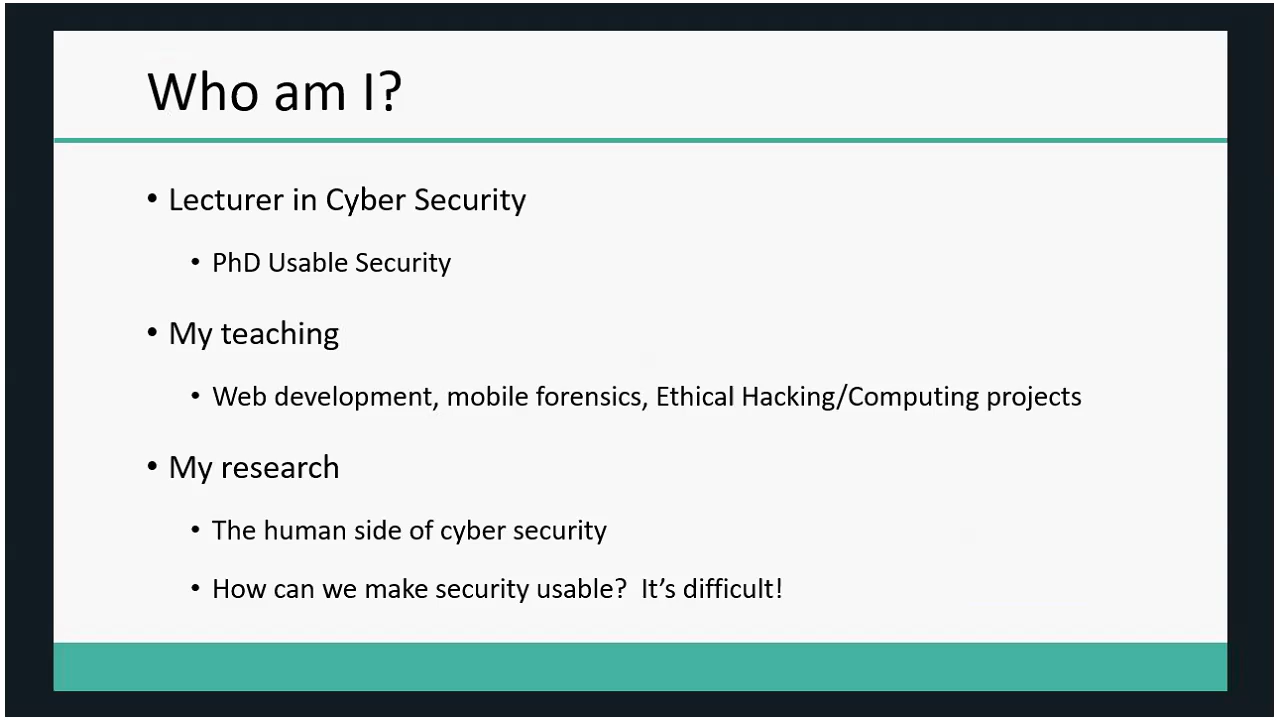 Who am I?
• Lecturer in Cyber Security
• PhD Usable Security
• My teaching
• Web development, mobile forensics, Ethical Hacking/Computing projects
• My research
• The human side of cyber security
• How can we make security usable?  It’s difficult!